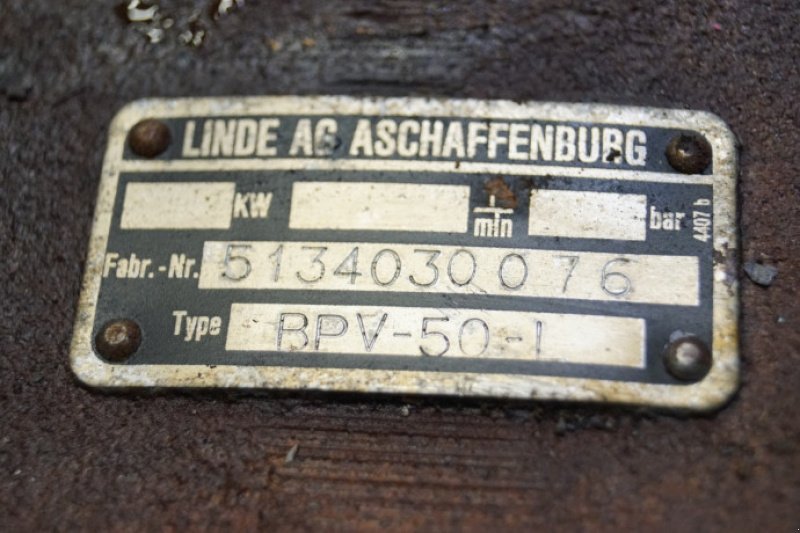 LINDE AG ASCHAFFENBURG
KW 1/min bar
Fabr.-Nr. 5134030076
Type BPV-50-L
4407 b